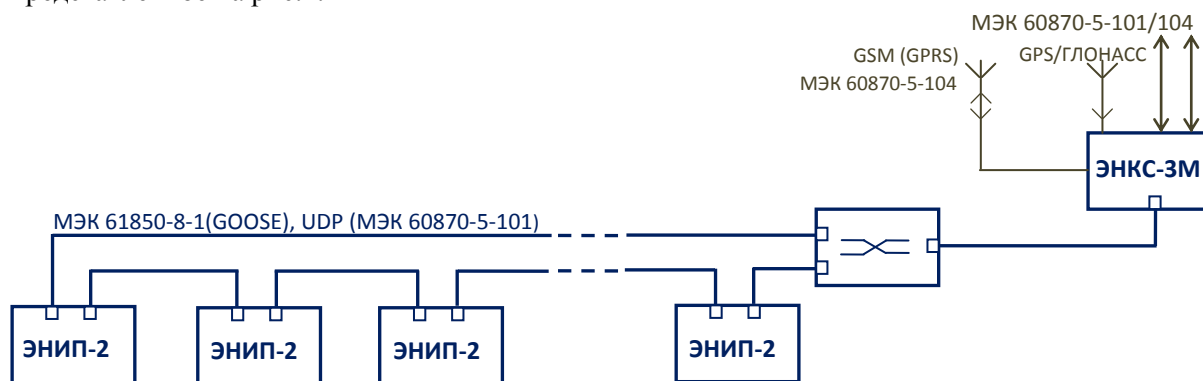 МЭК 60870-5-101/104
GSM (GPRS)
GPS/ГЛОНАСС
МЭК 60870-5-104
ЭНКС-3М
МЭК 61850-8-1(GOOSE), UDP (МЭК 60870-5-101)
ЭНИП-2
ЭНИП-2
ЭНИП-2
ЭНИП-2